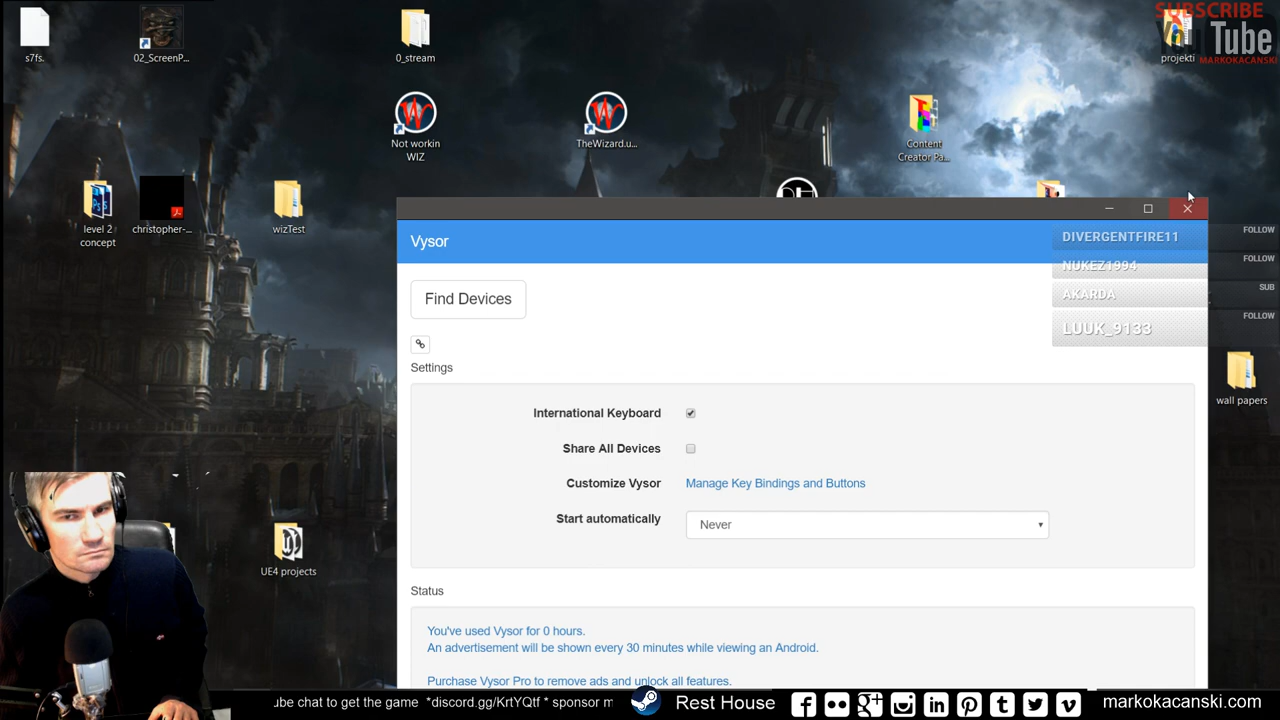 SUBSCRIBE
You Tube
MARKOKACANSKI
s7fs.
02_ScreenP...
0_stream
projekti
Not workin
WIZ
TheWizard.u...
Content
Creator Pa...
level 2
concept
christopher-...
wizTest
Vysor
DIVERGENTFIRE11
FOLLOW
NUKEZ1994
FOLLOW
AKARDA
SUB
LUUK_9133
FOLLOW
Find Devices
Settings
International Keyboard
Share All Devices
Customize Vysor Manage Key Bindings and Buttons
Start automatically Never
wall papers
UE4 projects
Status
You've used Vysor for 0 hours.
An advertisement will be shown every 30 minutes while viewing an Android.
Purchase Vysor Pro to remove ads and unlock all features.
ube chat to get the game *discord.gg/KrtYQtf * sponsor m
Rest House
markokacanski.com